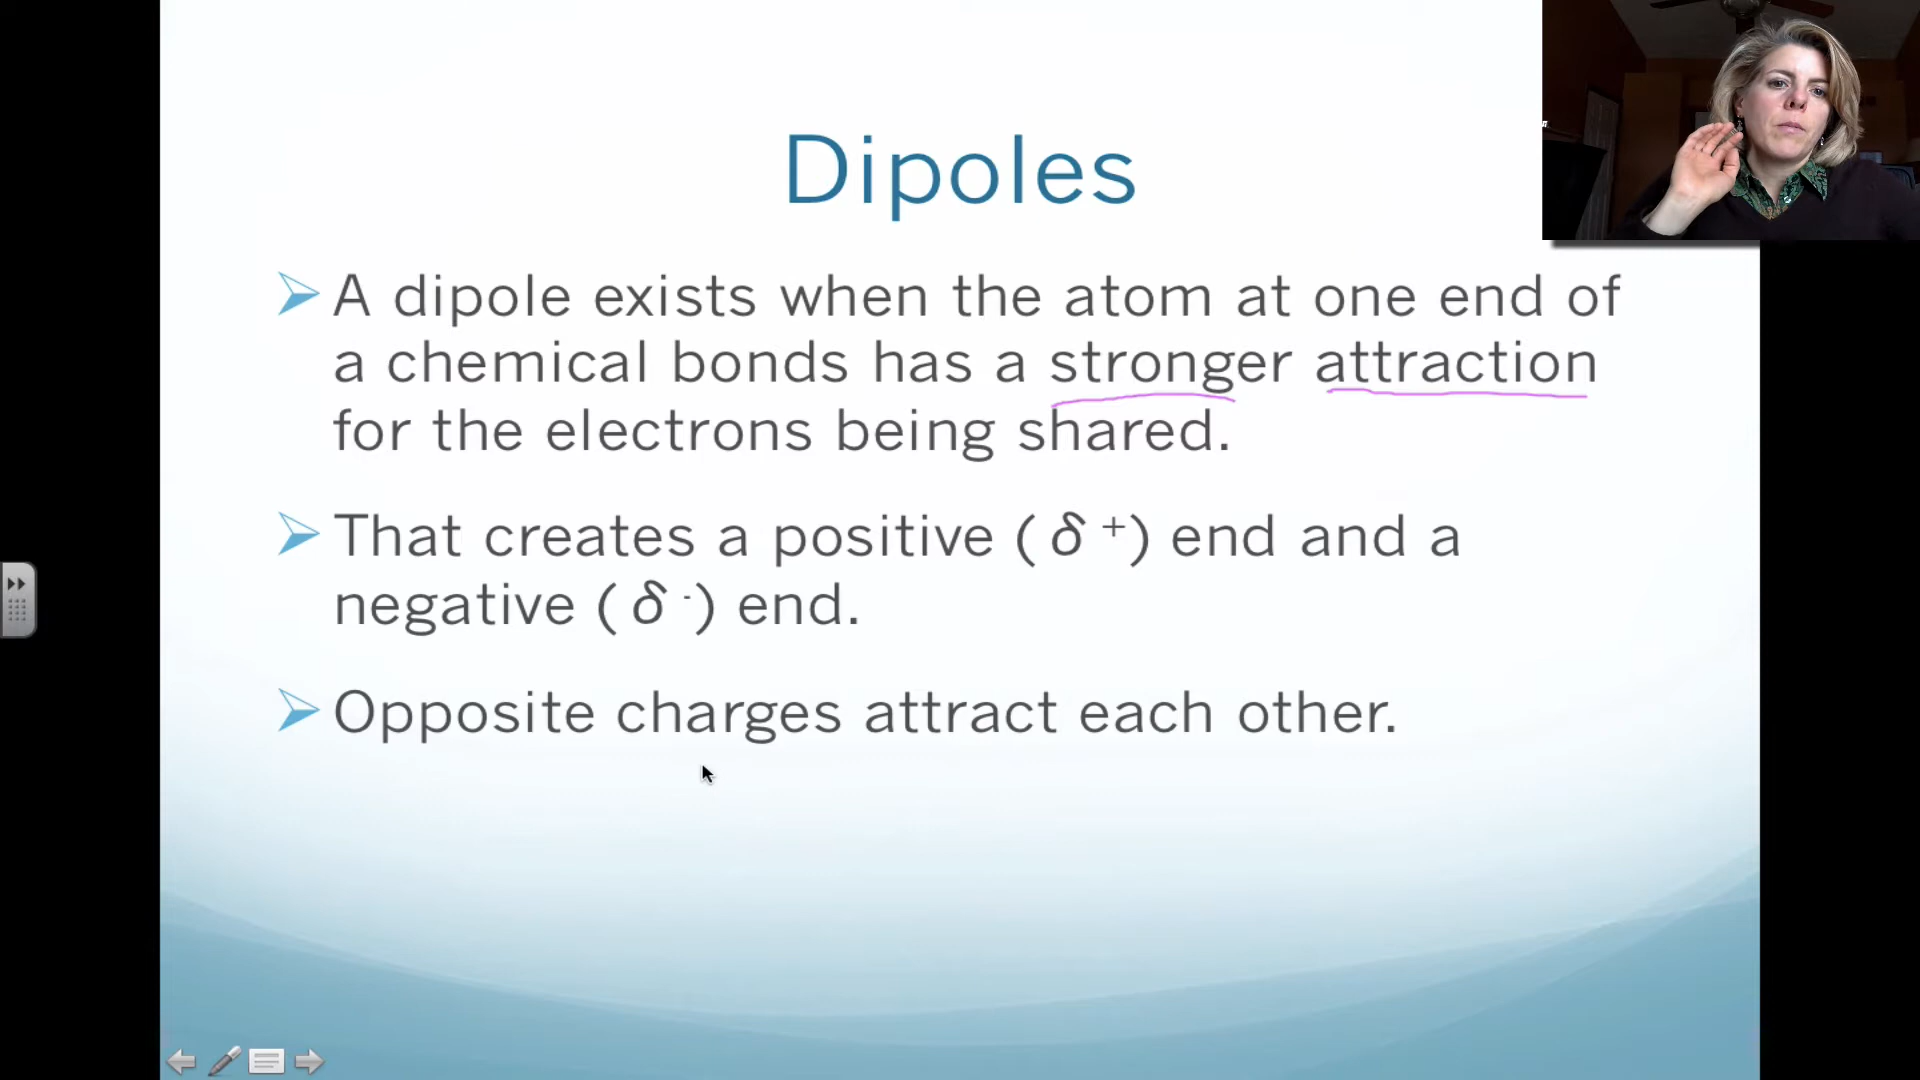 Dipoles
A dipole exists when the atom at one end of
a chemical bonds has a stronger attraction
for the electrons being shared.
That creates a positive ( δ +) end and a
negative ( δ -) end.
Opposite charges attract each other.